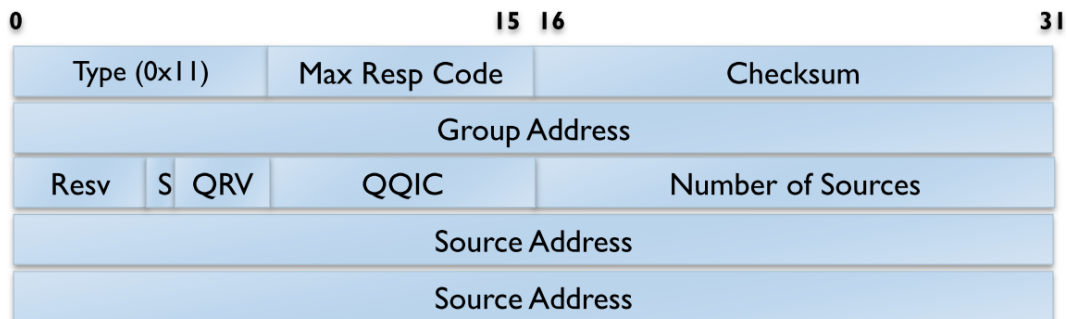 0 15 16 31
Type (0x11) Max Resp Code Checksum
Group Address
Resv S QRV QQIC Number of Sources
Source Address
Source Address